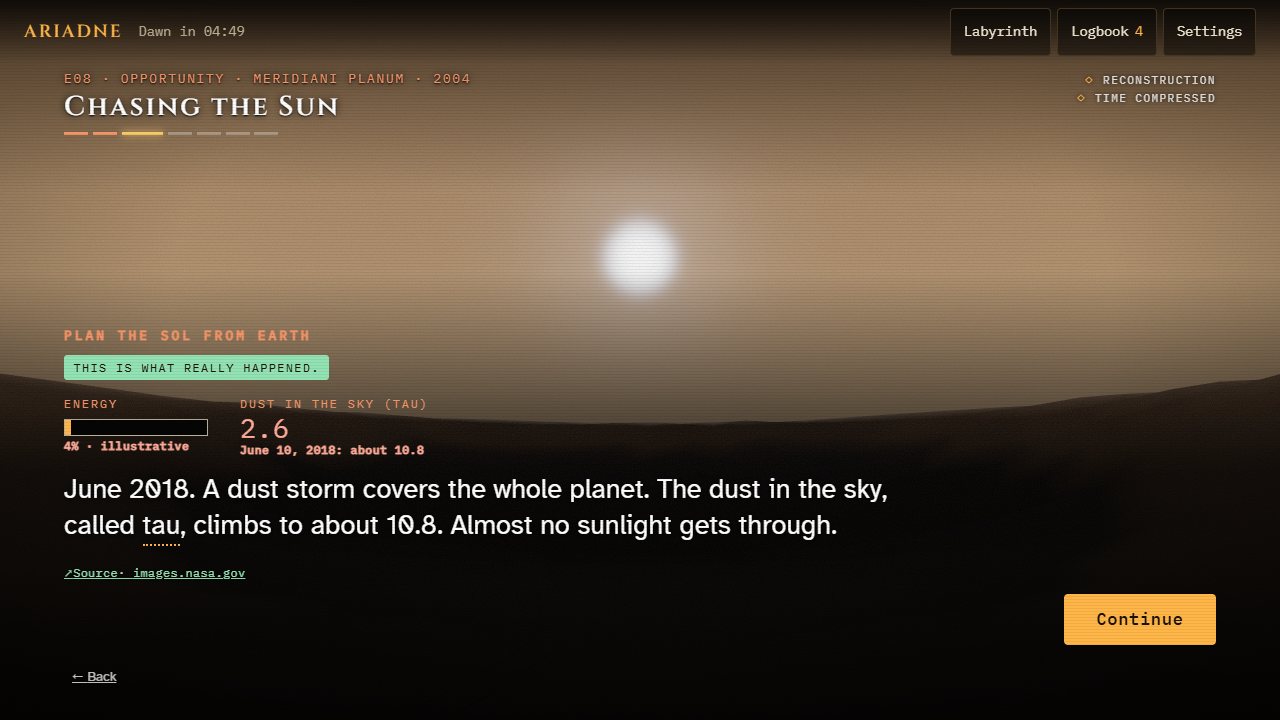 ARIADNE Dawn in 04:49 Labyrinth Logbook 4 Settings
E08 · OPPORTUNITY · MERIDIANI PLANUM · 2004
Chasing the Sun
◇ RECONSTRUCTION
◇ TIME COMPRESSED
PLAN THE SOL FROM EARTH
THIS IS WHAT REALLY HAPPENED.
ENERGY
4% · illustrative
DUST IN THE SKY (TAU)
2.6
June 10, 2018: about 10.8
June 2018. A dust storm covers the whole planet. The dust in the sky,
called tau, climbs to about 10.8. Almost no sunlight gets through.
↗Source· images.nasa.gov
Continue
← Back